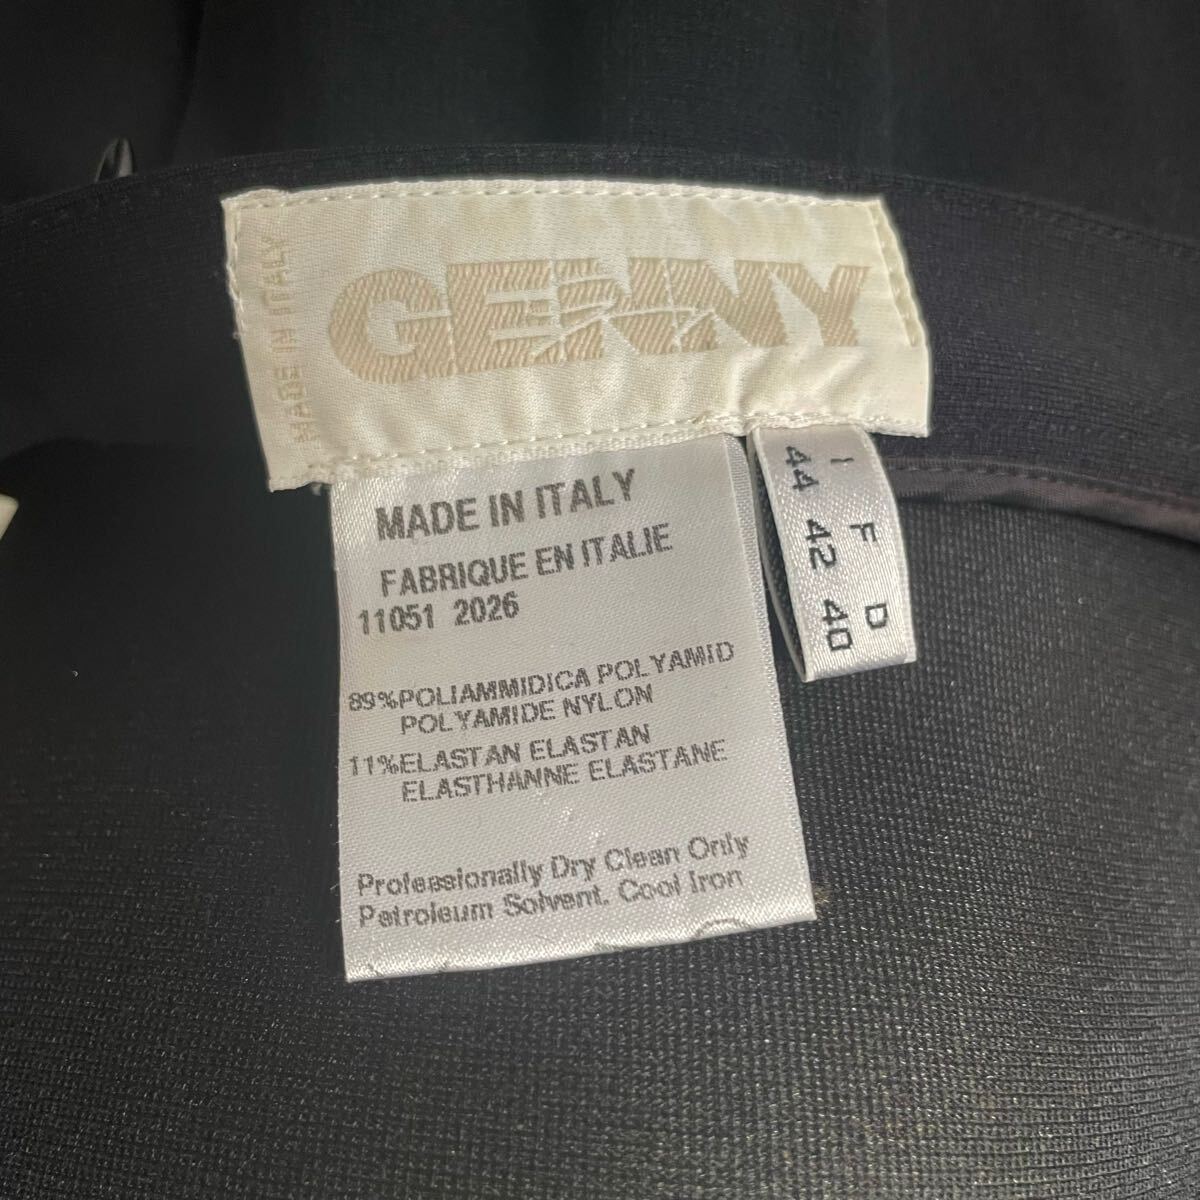 MADE IN ITALY
GENNY
MADE IN ITALY
FABRIQUE EN ITALIE
11051 2026
89%POLIAMMIDICA POLYAMID
POLYAMIDE NYLON
11%ELASTAN ELASTAN
ELASTHANNE ELASTANE
Professionally Dry Clean Only
Petroleum Solvent. Cool Iron
I F D
44 42 40